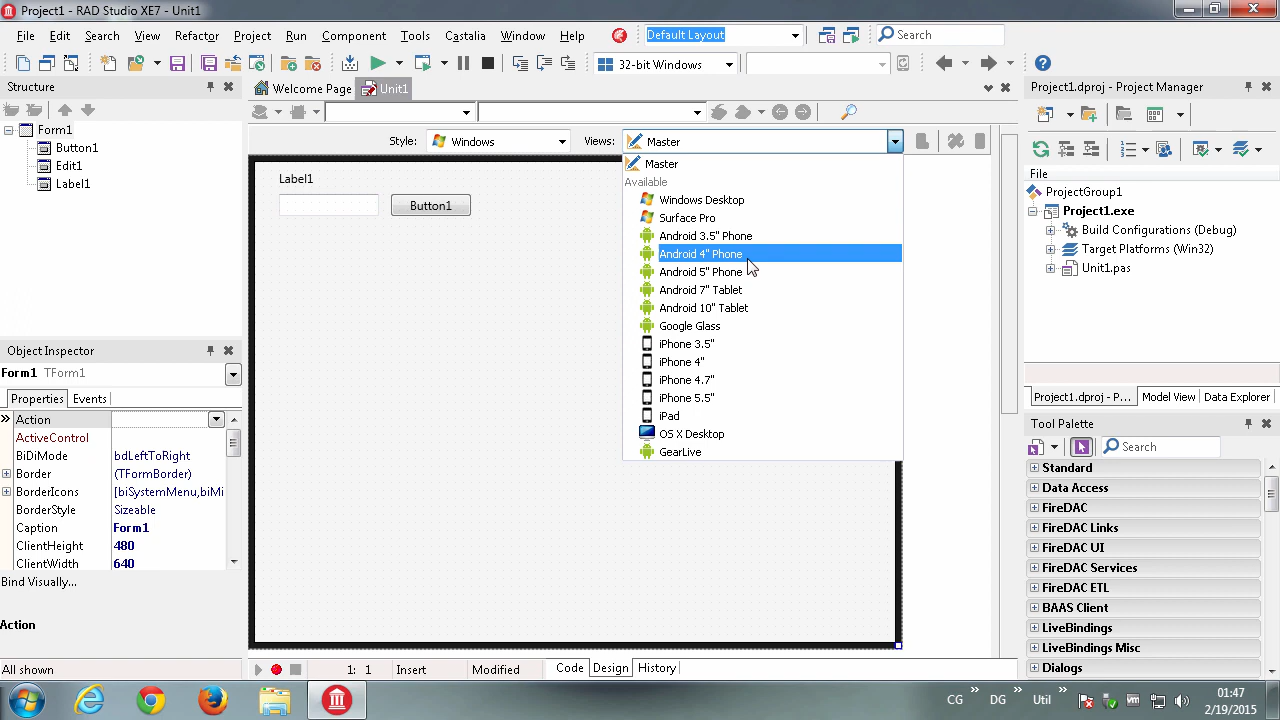 Project1 - RAD Studio XE7 - Unit1
File Edit Search View Refactor Project Run Component Tools Castalia Window Help Default Layout Search
32-bit Windows
Structure
Welcome Page Unit1
Project1.dproj - Project Manager
Form1
Button1
Edit1
Label1
Style: Windows Views: Master
Label1
Button1
Master
Available
Windows Desktop
Surface Pro
Android 3.5" Phone
Android 4" Phone
Android 5" Phone
Android 7" Tablet
Android 10" Tablet
Google Glass
iPhone 3.5"
iPhone 4"
iPhone 4.7"
iPhone 5.5"
iPad
OS X Desktop
GearLive
File
ProjectGroup1
Project1.exe
Build Configurations (Debug)
Target Platforms (Win32)
Unit1.pas
Project1.dproj - P... Model View Data Explorer
Object Inspector
Form1 TForm1
Properties Events
Action
ActiveControl
BiDiMode bdLeftToRight
Border (TFormBorder)
BorderIcons [biSystemMenu,biMi
BorderStyle Sizeable
Caption Form1
ClientHeight 480
ClientWidth 640
Bind Visually...
Action
All shown
Tool Palette
Search
Standard
Data Access
FireDAC
FireDAC Links
FireDAC UI
FireDAC Services
FireDAC ETL
BAAS Client
LiveBindings
LiveBindings Misc
Dialogs
1: 1 Insert Modified Code Design History
CG » DG » Util »
01:47
2/19/2015